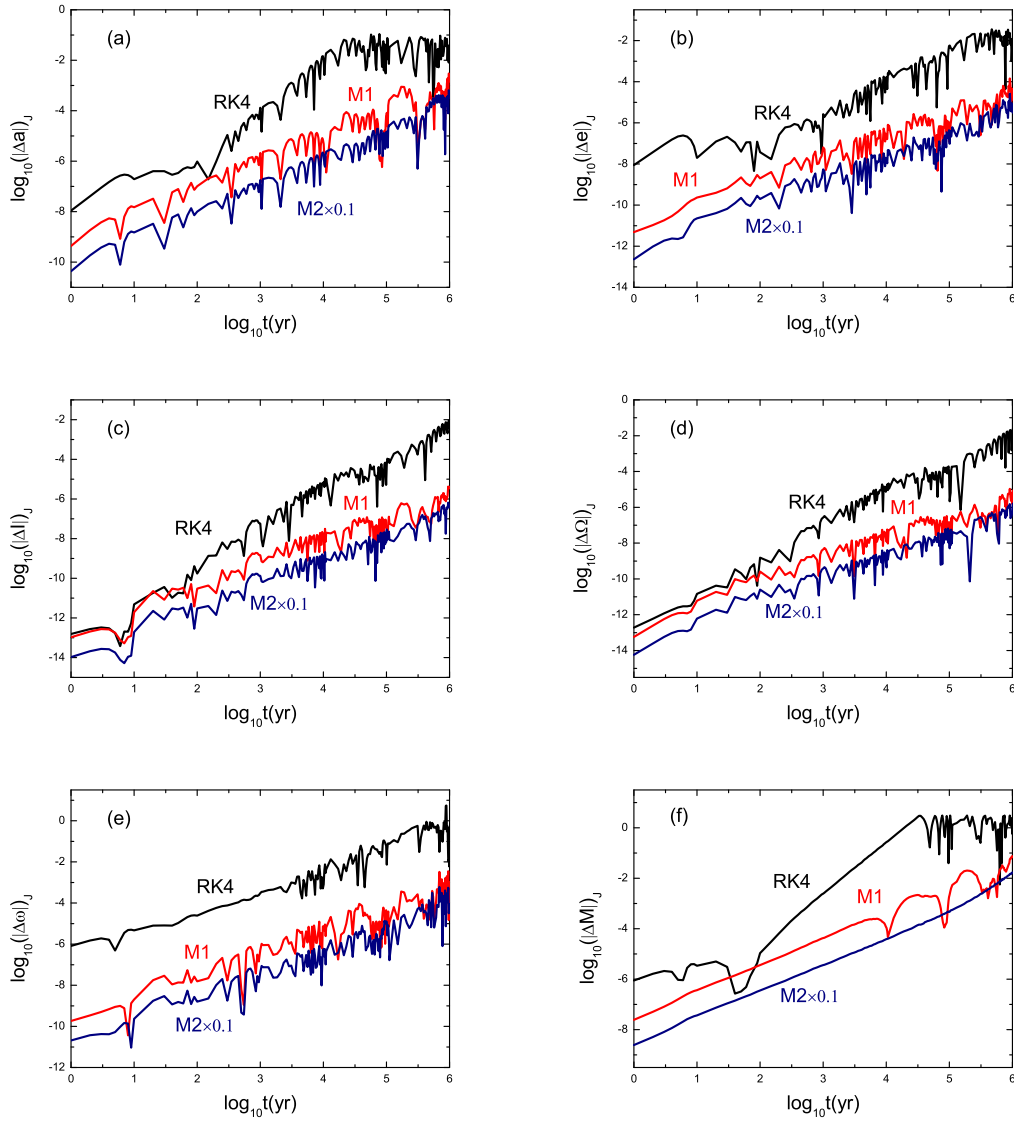 (a)
RK4
M1
M2×0.1
log₁₀(|Δa|)_J
-2
-4
-6
-8
-10
0
0 1 2 3 4 5 6
log₁₀t(yr)
(b)
RK4
M1
M2×0.1
log₁₀(|Δe|)_J
-2
-4
-6
-8
-10
-12
-14
0 1 2 3 4 5 6
log₁₀t(yr)
(c)
RK4
M1
M2×0.1
log₁₀(|ΔI|)_J
-2
-4
-6
-8
-10
-12
-14
0 1 2 3 4 5 6
log₁₀t(yr)
(d)
RK4
M1
M2×0.1
log₁₀(|ΔΩ|)_J
0
-2
-4
-6
-8
-10
-12
-14
0 1 2 3 4 5 6
log₁₀t(yr)
(e)
RK4
M1
M2×0.1
log₁₀(|Δω|)_J
0
-2
-4
-6
-8
-10
-12
0 1 2 3 4 5 6
log₁₀t(yr)
(f)
RK4
M1
M2×0.1
log₁₀(|ΔM|)_J
0
-2
-4
-6
-8
0 1 2 3 4 5 6
log₁₀t(yr)